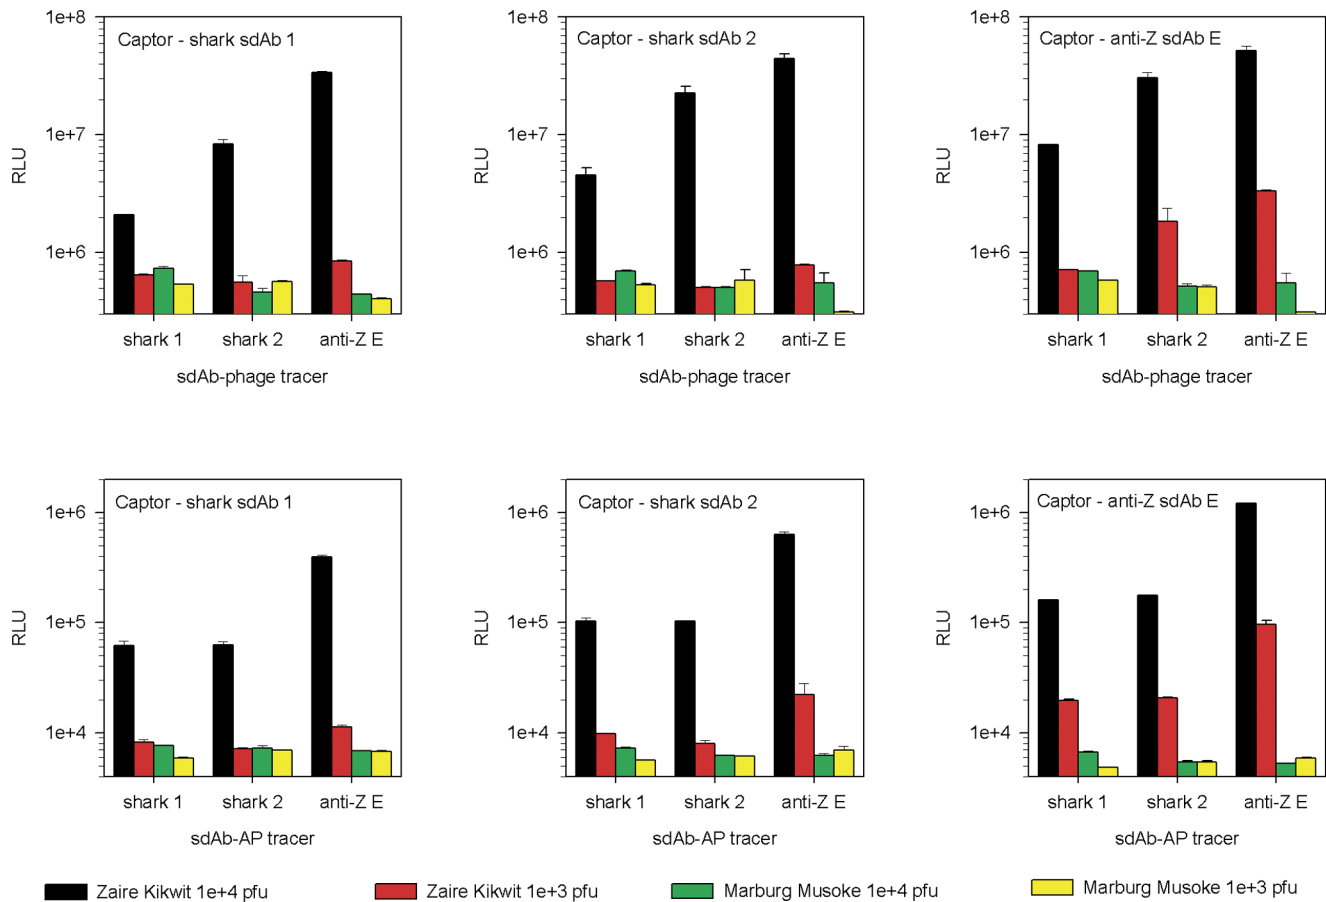 Captor - shark sdAb 1
1e+8
1e+7
1e+6
RLU
shark 1 shark 2 anti-Z E
sdAb-phage tracer
Captor - shark sdAb 2
1e+8
1e+7
1e+6
RLU
shark 1 shark 2 anti-Z E
sdAb-phage tracer
Captor - anti-Z sdAb E
1e+8
1e+7
1e+6
RLU
shark 1 shark 2 anti-Z E
sdAb-phage tracer
Captor - shark sdAb 1
1e+6
1e+5
1e+4
RLU
shark 1 shark 2 anti-Z E
sdAb-AP tracer
Captor - shark sdAb 2
1e+6
1e+5
1e+4
RLU
shark 1 shark 2 anti-Z E
sdAb-AP tracer
Captor - anti-Z sdAb E
1e+6
1e+5
1e+4
RLU
shark 1 shark 2 anti-Z E
sdAb-AP tracer
Zaire Kikwit 1e+4 pfu
Zaire Kikwit 1e+3 pfu
Marburg Musoke 1e+4 pfu
Marburg Musoke 1e+3 pfu